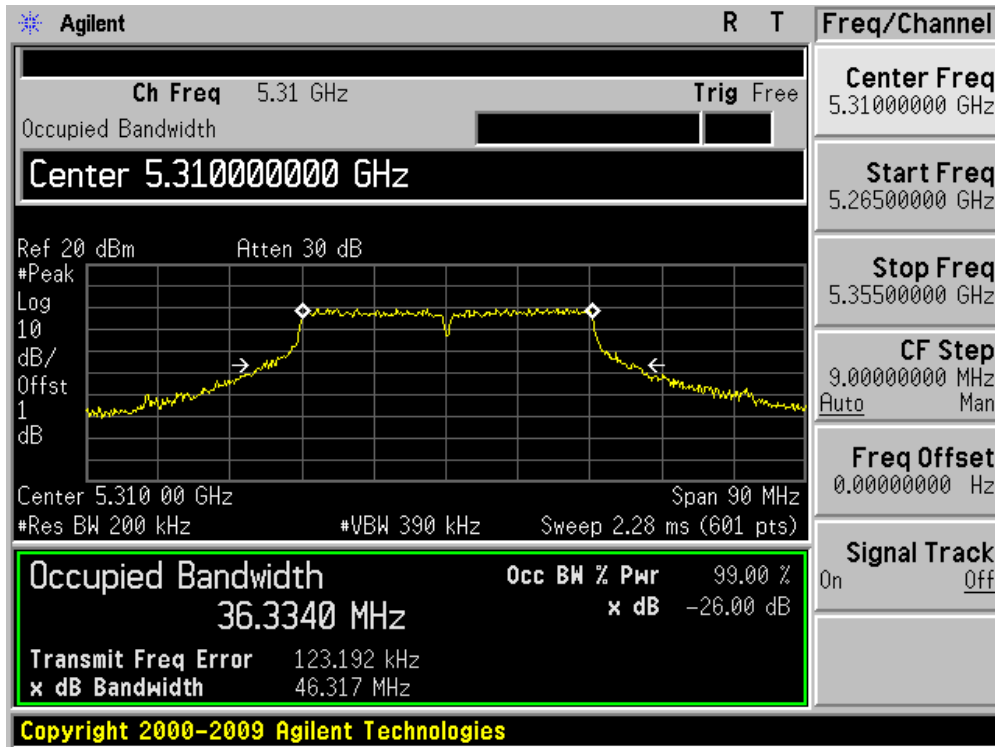 Agilent R T
Ch Freq 5.31 GHz Trig Free
Occupied Bandwidth
Center 5.310000000 GHz
Ref 20 dBm Atten 30 dB
#Peak
Log
10
dB/
Offst
1
dB
Center 5.310 00 GHz Span 90 MHz
#Res BW 200 kHz #VBW 390 kHz Sweep 2.28 ms (601 pts)
Occupied Bandwidth
36.3340 MHz
Occ BW % Pwr 99.00 %
x dB -26.00 dB
Transmit Freq Error 123.192 kHz
x dB Bandwidth 46.317 MHz
Copyright 2000-2009 Agilent Technologies
Freq/Channel
Center Freq
5.31000000 GHz
Start Freq
5.26500000 GHz
Stop Freq
5.35500000 GHz
CF Step
9.00000000 MHz
Auto Man
Freq Offset
0.00000000 Hz
Signal Track
On Off